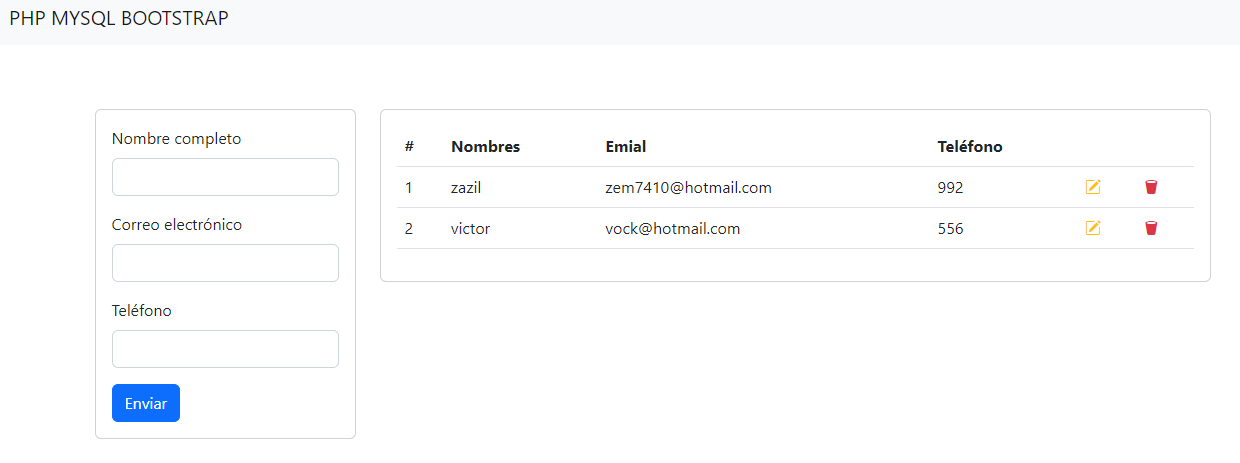 PHP MYSQL BOOTSTRAP
Nombre completo
Correo electrónico
Teléfono
Enviar
# Nombres Emial Teléfono
1 zazil zem7410@hotmail.com 992
2 victor vock@hotmail.com 556